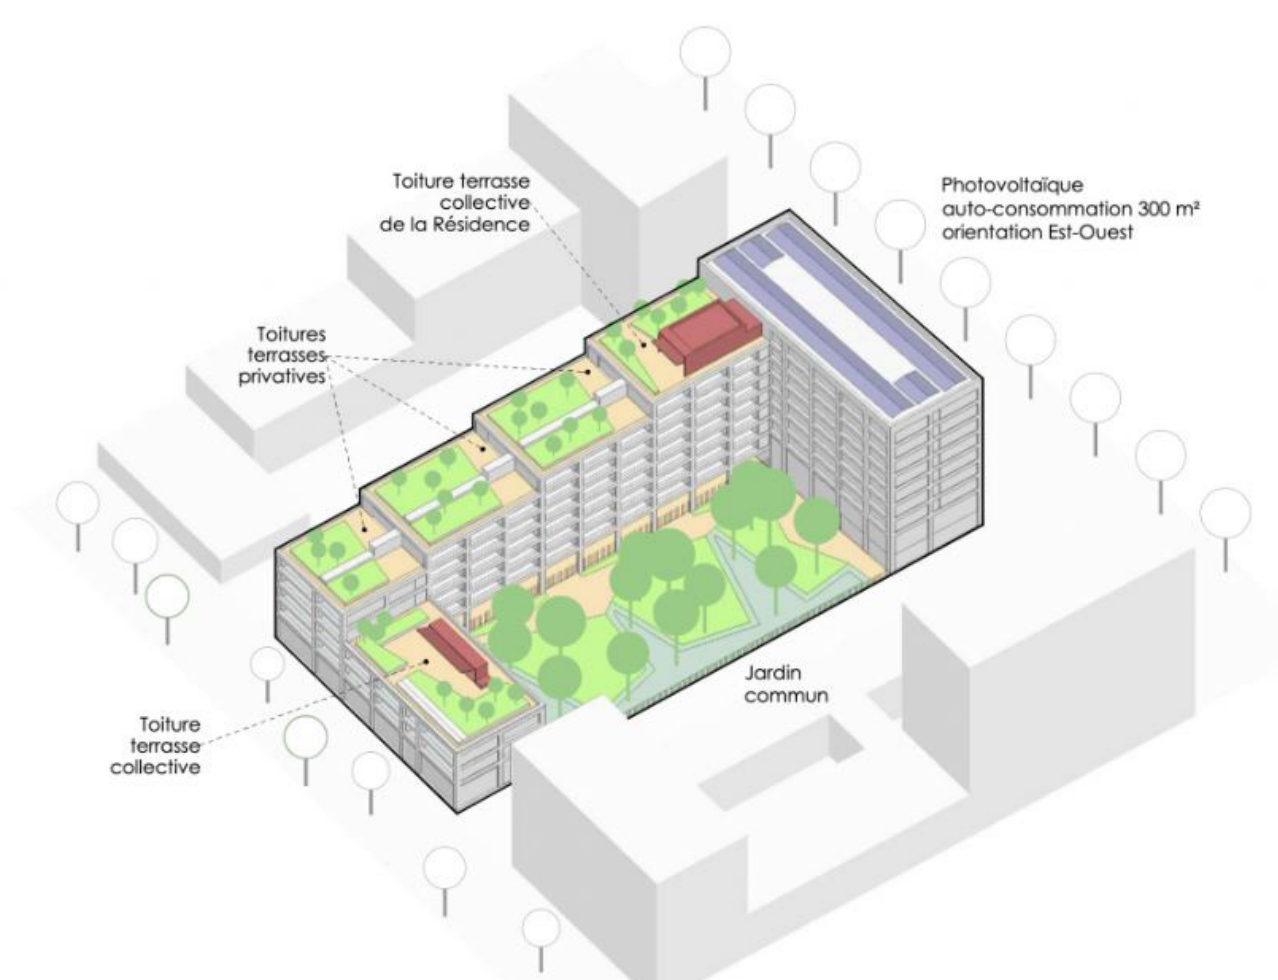 Toiture terrasse
collective
de la Résidence
Photovoltaïque
auto-consommation 300 m²
orientation Est-Ouest
Toitures
terrasses
privatives
Jardin
commun
Toiture
terrasse
collective